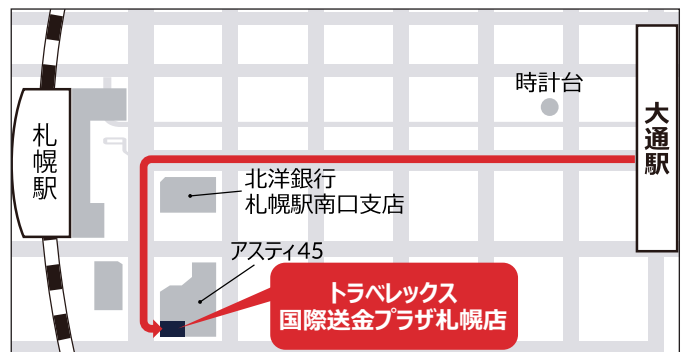 時計台
大通駅
札幌駅
北洋銀行
札幌駅南口支店
アスティ45
トラベレックス
国際送金プラザ札幌店